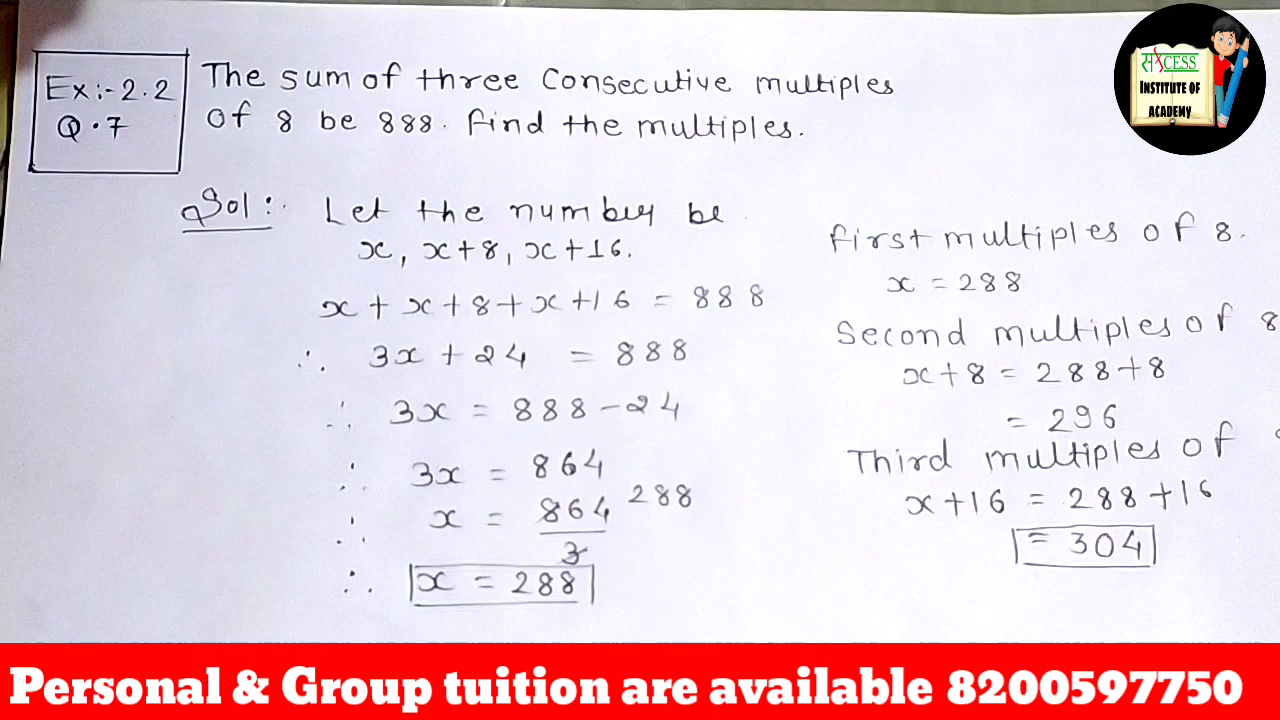 Ex:- 2.2
Q.7
The sum of three consecutive multiples
of 8 be 888. Find the multiples.
Sol:.
Let the number be
x, x+8, x+16.
x + x + 8 + x + 16 = 888
∴ 3x + 24 = 888
∴ 3x = 888 - 24
∴ 3x = 864
∴ x = 864 288
3
∴ x = 288
First multiples of 8.
x = 288
Second multiples of 8
x+8 = 288+8
= 296
Third multiples of
x+16 = 288+16
= 304
સક્સCESS
INSTITUTE OF
ACADEMY
Personal & Group tuition are available 8200597750